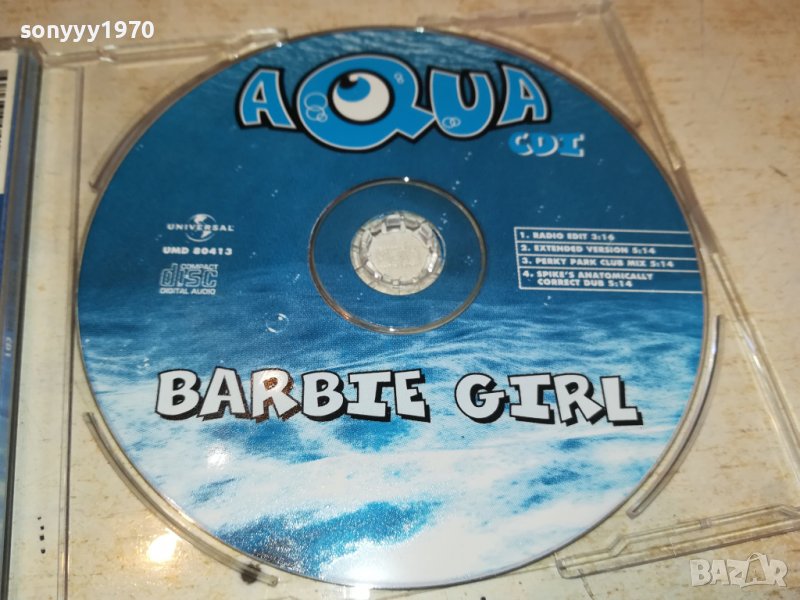 sonyyy1970
AQUA
CD1
UNIVERSAL
UMD 80413
COMPACT
disc
DIGITAL AUDIO
1. RADIO EDIT 3:16
2. EXTENDED VERSION 5:14
3. PERKY PARK CLUB MIX 5:14
4. SPIKE'S ANATOMICALLY
CORRECT DUB 5:14
BARBIE GIRL
CD1
BAZAR